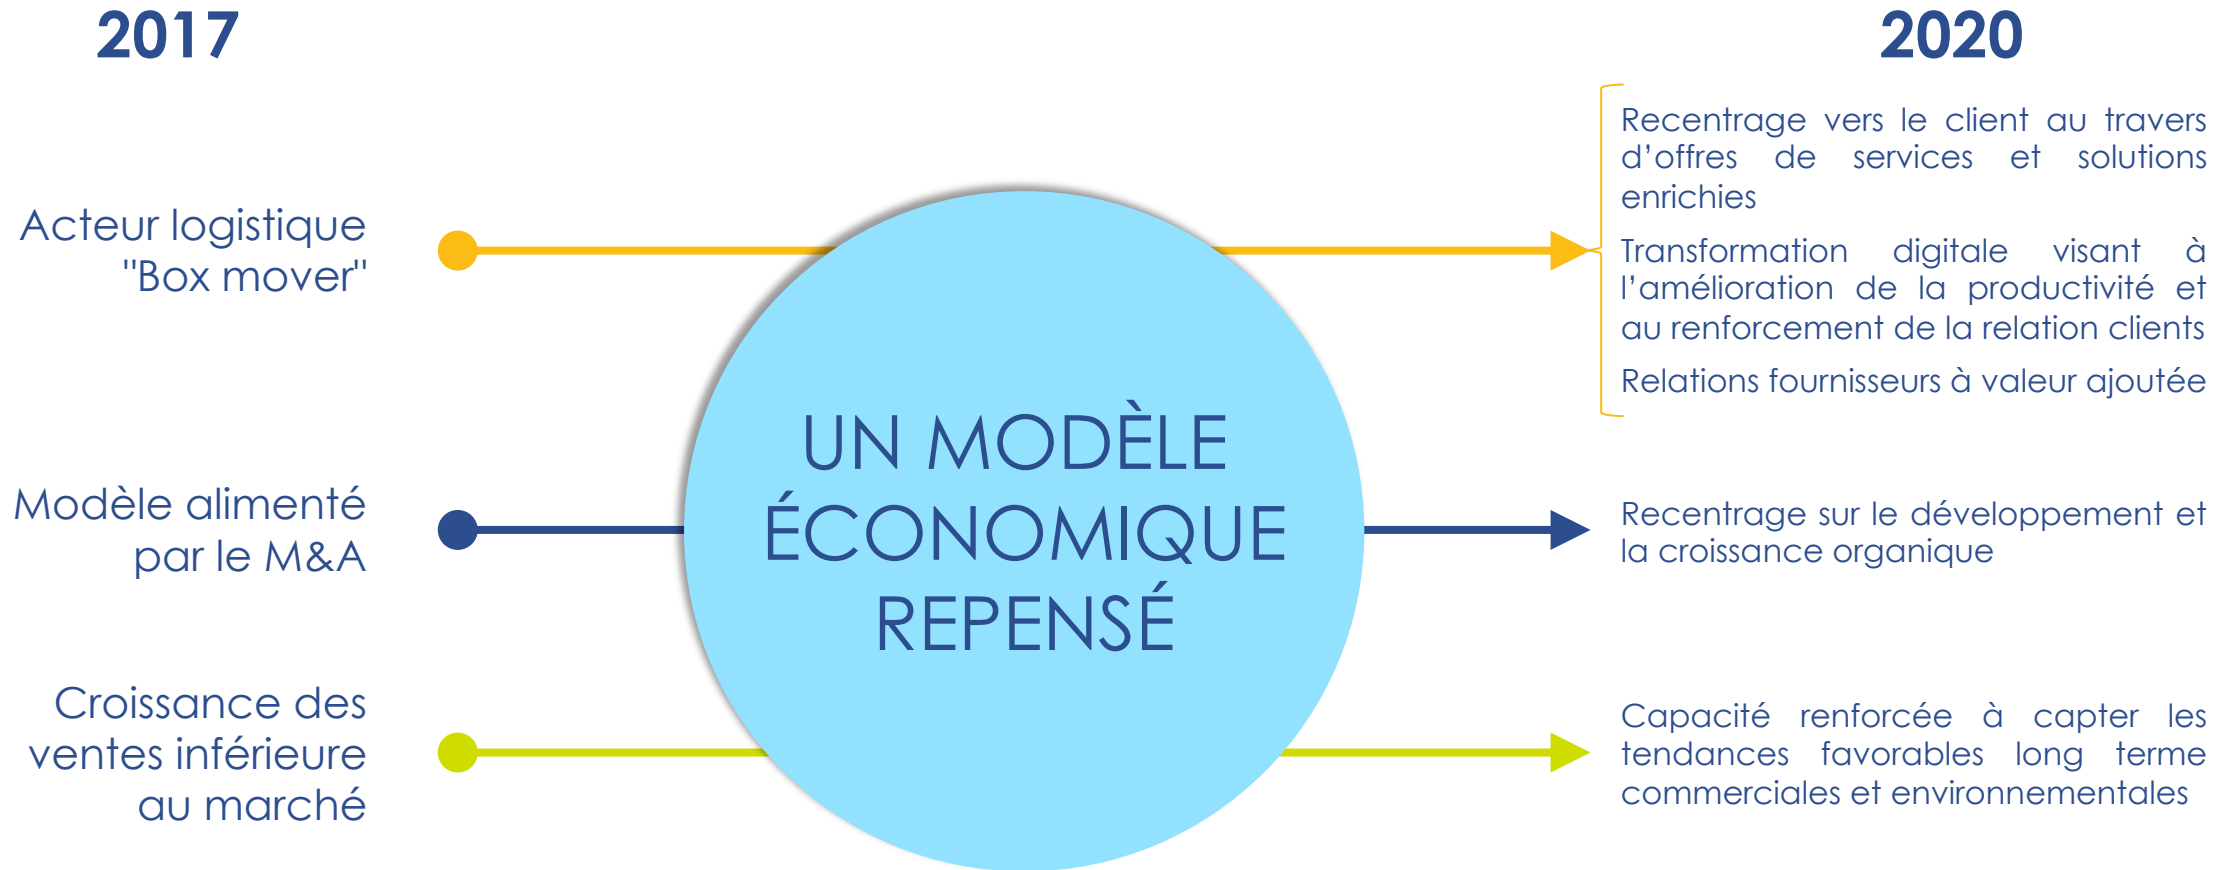 2017
2020
Acteur logistique
"Box mover"
Modèle alimenté
par le M&A
Croissance des
ventes inférieure
au marché
UN MODÈLE
ÉCONOMIQUE
REPENSÉ
Recentrage vers le client au travers
d’offres de services et solutions
enrichies
Transformation digitale visant à
l’amélioration de la productivité et
au renforcement de la relation clients
Relations fournisseurs à valeur ajoutée
Recentrage sur le développement et
la croissance organique
Capacité renforcée à capter les
tendances favorables long terme
commerciales et environnementales